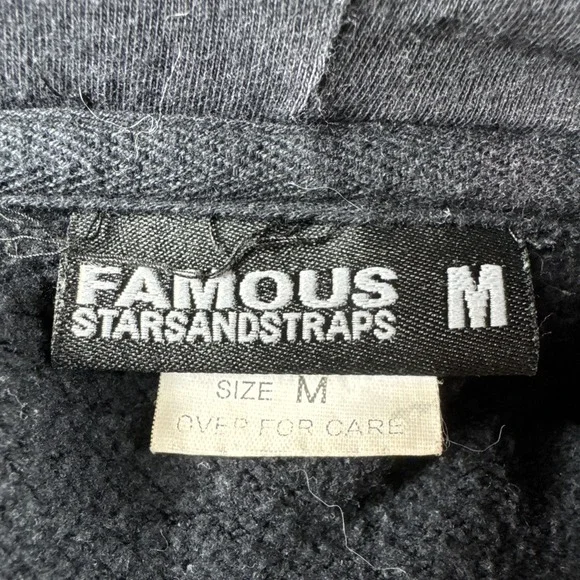 FAMOUS
STARSANDSTRAPS
M
SIZE M
OVER FOR CARE